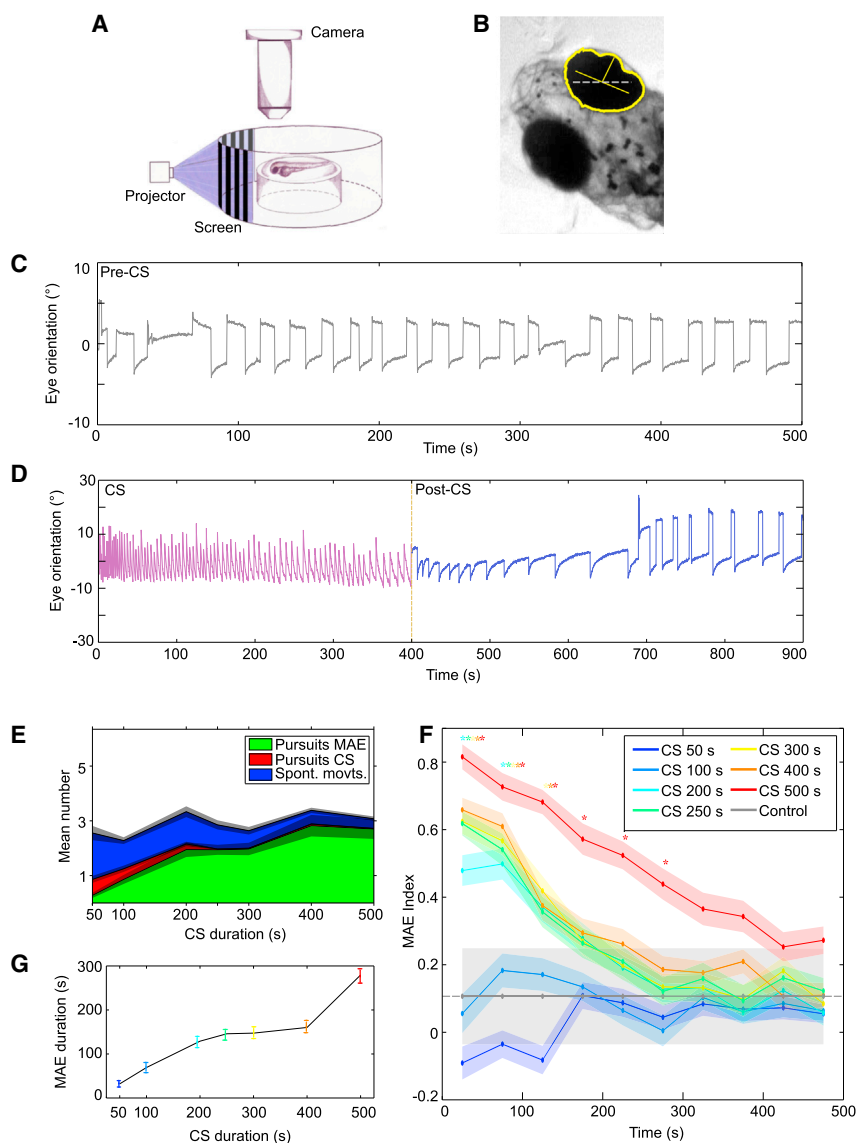 A
Camera
Projector
Screen
B
C
Pre-CS
Eye orientation (°)
10
0
-10
0
100
200
300
400
500
Time (s)
D
CS
Post-CS
Eye orientation (°)
30
10
-10
-30
0
100
200
300
400
500
600
700
800
900
Time (s)
E
Pursuits MAE
Pursuits CS
Spont. movts.
Mean number
5
3
1
50
100
200
300
400
500
CS duration (s)
F
CS 50 s
CS 100 s
CS 200 s
CS 250 s
CS 300 s
CS 400 s
CS 500 s
Control
** **
** **
**
*
*
*
MAE Index
0.8
0.6
0.4
0.2
0
-0.2
0
100
200
300
400
500
Time (s)
G
MAE duration (s)
300
200
100
0
50
100
200
300
400
500
CS duration (s)